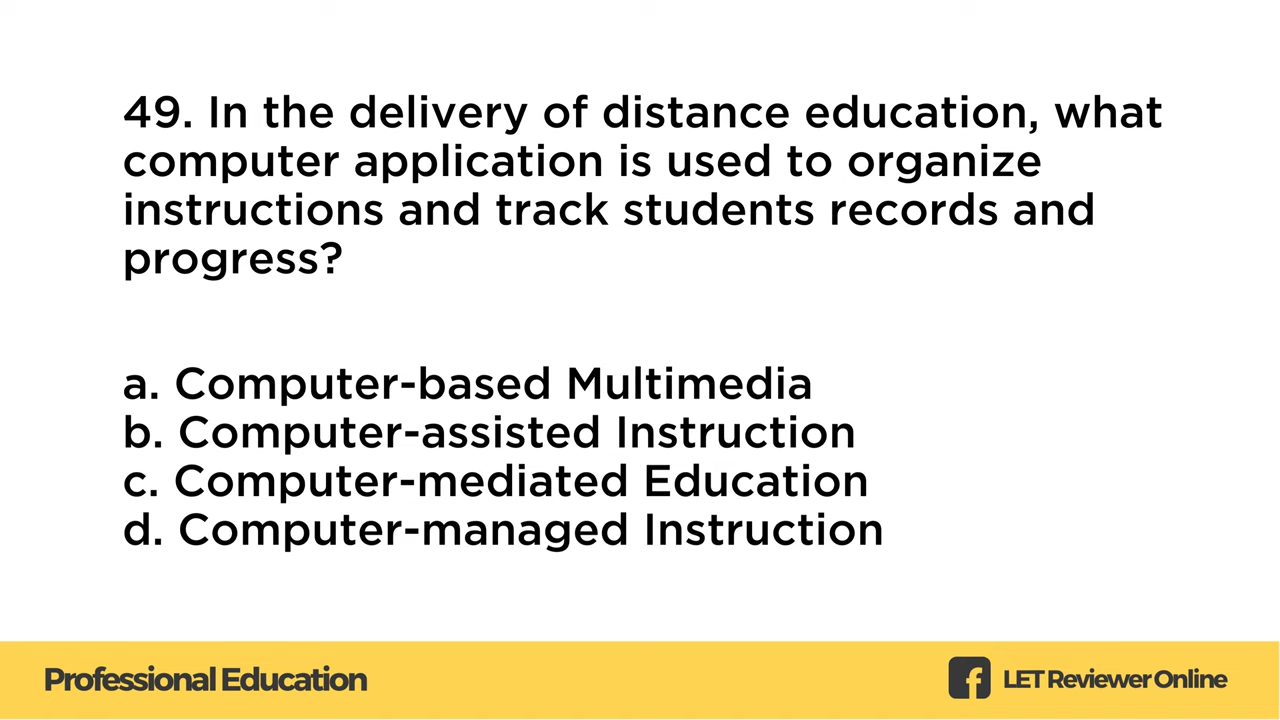 49. In the delivery of distance education, what
computer application is used to organize
instructions and track students records and
progress?
a. Computer-based Multimedia
b. Computer-assisted Instruction
c. Computer-mediated Education
d. Computer-managed Instruction
Professional Education
f LET Reviewer Online